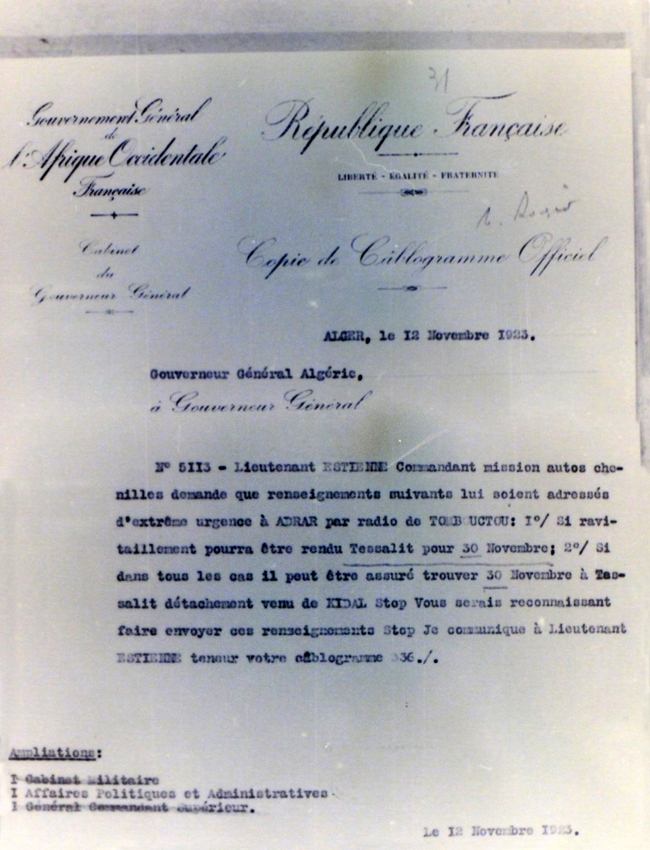 31
Gouvernement Général
de
l'Afrique Occidentale
Française
République Française
LIBERTÉ - ÉGALITÉ - FRATERNITÉ
Cabinet
du
Gouverneur Général
Copie de Câblogramme Officiel
ALGER, le 12 Novembre 1923.
Gouverneur Général Algérie,
à Gouverneur Général
N° 5113 - Lieutenant ESTIENNE Commandant mission autos che-
nilles demande que renseignements suivants lui soient adressés
d'extrême urgence à ADRAR par radio de TOMBOUCTOU: 1°/ Si ravi-
taillement pourra être rendu Tessalit pour 30 Novembre; 2°/ Si
dans tous les cas il peut être assuré trouver 30 Novembre à Tes-
salit détachement venu de KIDAL Stop Vous serais reconnaissant
faire envoyer ces renseignements Stop Je communique à Lieutenant
ESTIENNE teneur votre câblogramme 336./.
Ampliations:
I Cabinet Militaire
I Affaires Politiques et Administratives
I Général Commandant Supérieur.
Le 12 Novembre 1923.